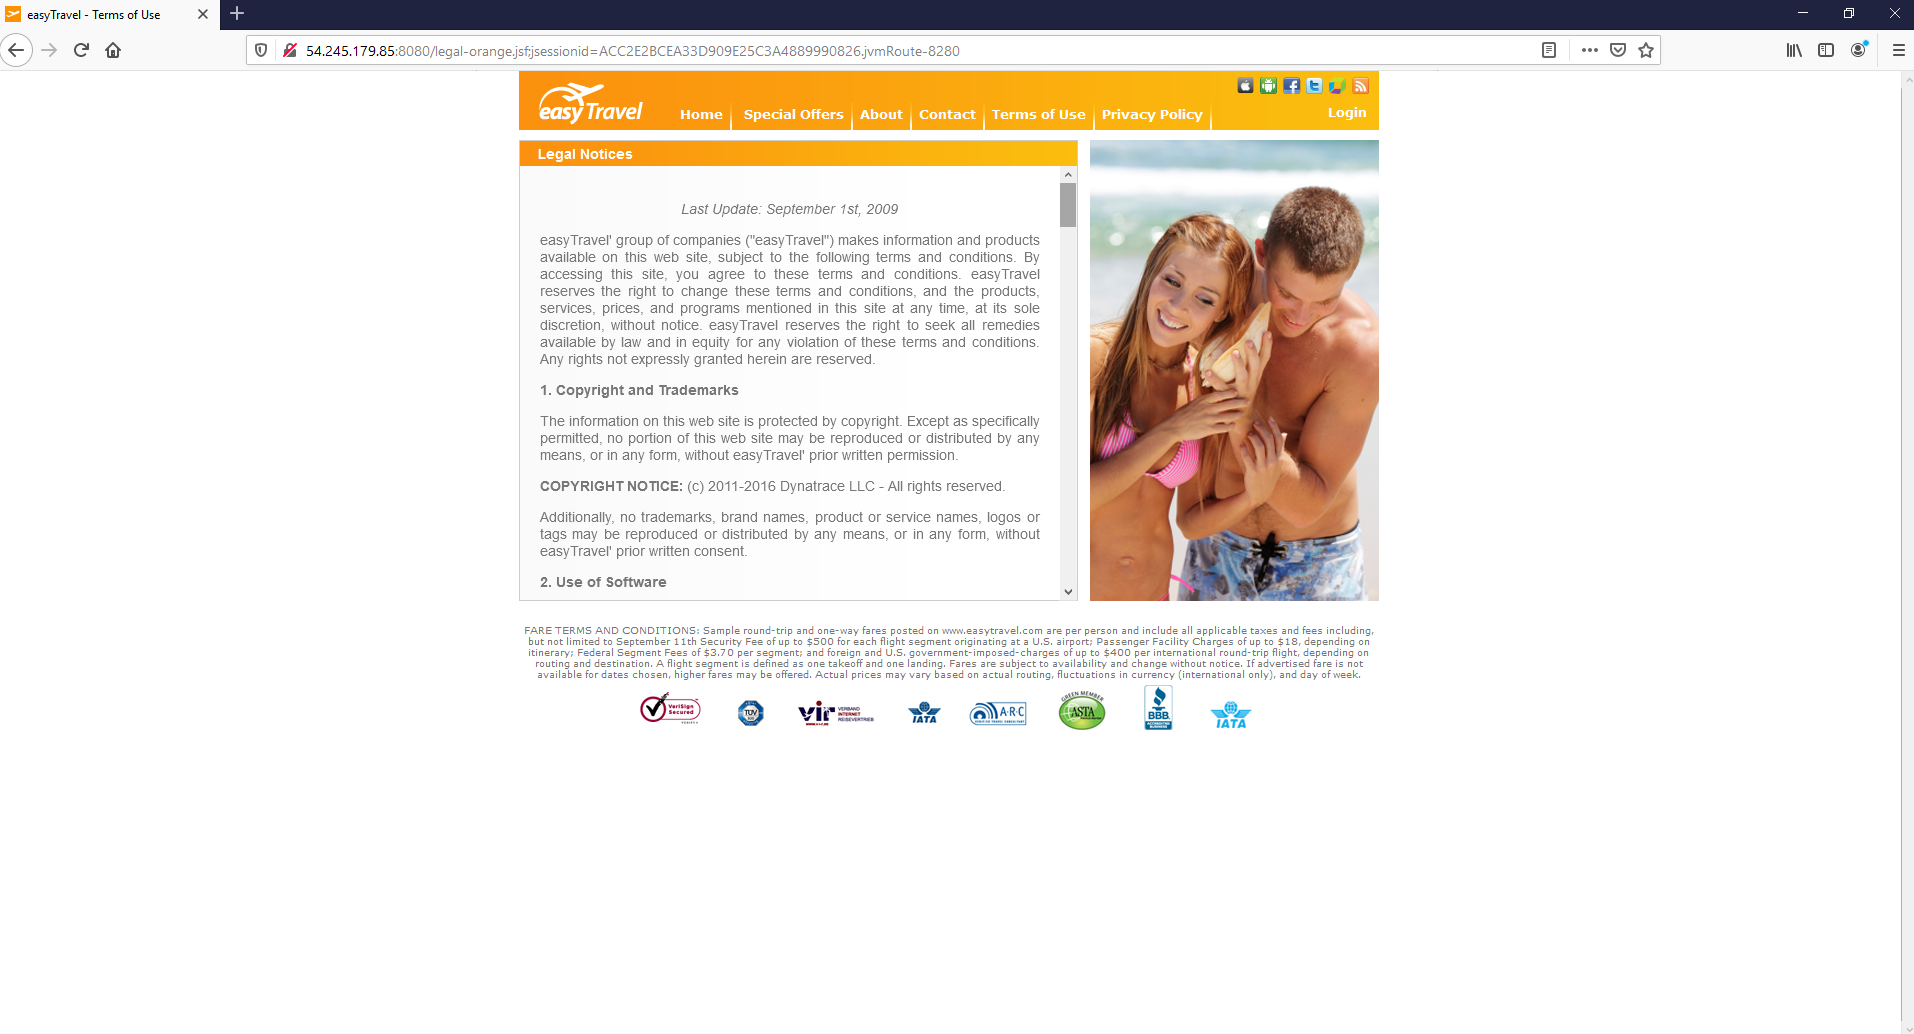 easyTravel - Terms of Use
54.245.179.85:8080/legal-orange.jsf;jsessionid=ACC2E2BCEA33D909E25C3A4889990826.jvmRoute-8280
easyTravel
Home Special Offers About Contact Terms of Use Privacy Policy Login
Legal Notices
Last Update: September 1st, 2009
easyTravel' group of companies ("easyTravel") makes information and products
available on this web site, subject to the following terms and conditions. By
accessing this site, you agree to these terms and conditions. easyTravel
reserves the right to change these terms and conditions, and the products,
services, prices, and programs mentioned in this site at any time, at its sole
discretion, without notice. easyTravel reserves the right to seek all remedies
available by law and in equity for any violation of these terms and conditions.
Any rights not expressly granted herein are reserved.
1. Copyright and Trademarks
The information on this web site is protected by copyright. Except as specifically
permitted, no portion of this web site may be reproduced or distributed by any
means, or in any form, without easyTravel' prior written permission.
COPYRIGHT NOTICE: (c) 2011-2016 Dynatrace LLC - All rights reserved.
Additionally, no trademarks, brand names, product or service names, logos or
tags may be reproduced or distributed by any means, or in any form, without
easyTravel' prior written consent.
2. Use of Software
FARE TERMS AND CONDITIONS: Sample round-trip and one-way fares posted on www.easytravel.com are per person and include all applicable taxes and fees including,
but not limited to September 11th Security Fee of up to $500 for each flight segment originating at a U.S. airport; Passenger Facility Charges of up to $18, depending on
itinerary; Federal Segment Fees of $3.70 per segment; and foreign and U.S. government-imposed-charges of up to $400 per international round-trip flight, depending on
routing and destination. A flight segment is defined as one takeoff and one landing. Fares are subject to availability and change without notice. If advertised fare is not
available for dates chosen, higher fares may be offered. Actual prices may vary based on actual routing, fluctuations in currency (international only), and day of week.
VeriSign
Secured
TÜV
vir
VERBAND
INTERNET
REISEVERTRIEB
IATA
A·R·C
GREEN MEMBER
ASTA
BBB
ACCREDITED
BUSINESS
IATA